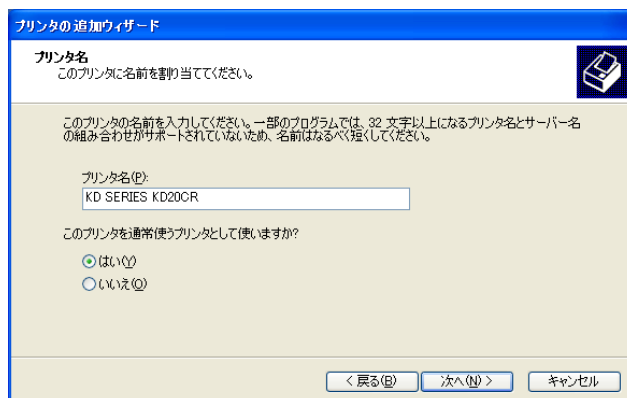 プリンタの追加ウィザード
プリンタ名
このプリンタに名前を割り当ててください。
このプリンタの名前を入力してください。一部のプログラムでは、32 文字以上になるプリンタ名とサーバー名
の組み合わせがサポートされていないため、名前はなるべく短くしてください。
プリンタ名(P):
KD SERIES KD20CR
このプリンタを通常使うプリンタとして使いますか?
はい(Y)
いいえ(O)
< 戻る(B)
次へ(N) >
キャンセル